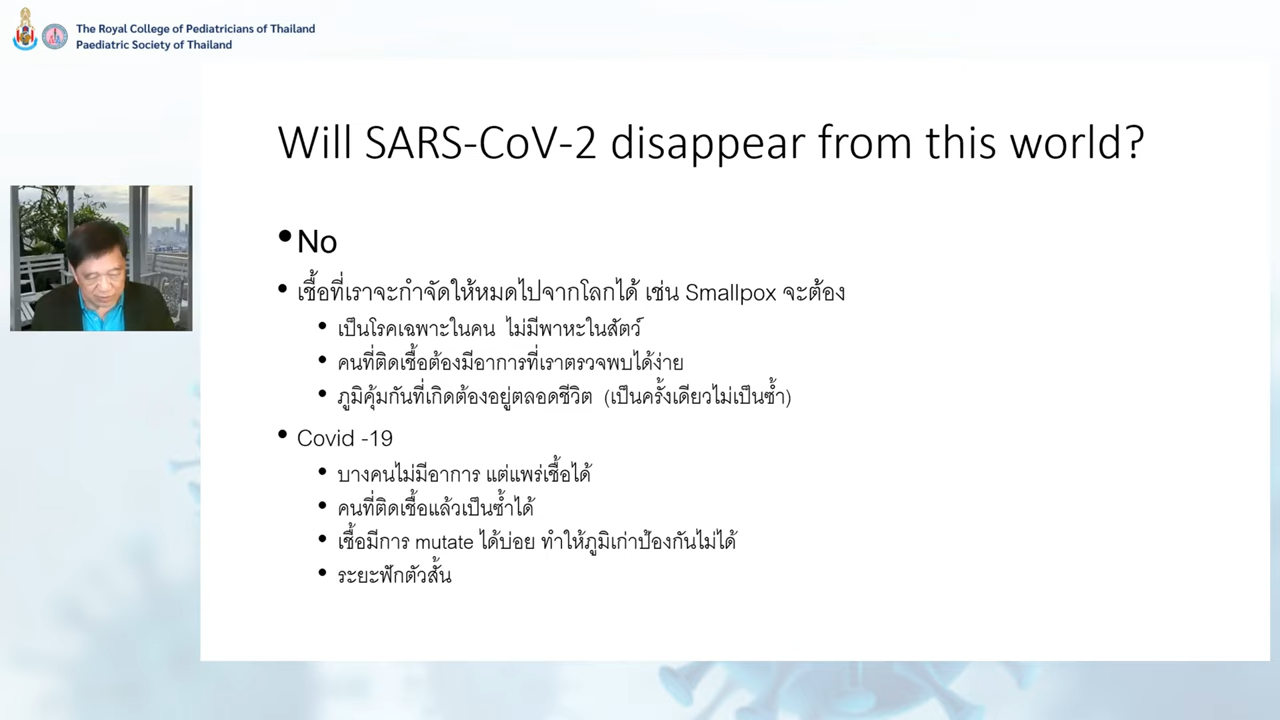 The Royal College of Pediatricians of Thailand
Paediatric Society of Thailand
Will SARS-CoV-2 disappear from this world?
•No
• เชื้อที่เราจะกำจัดให้หมดไปจากโลกได้ เช่น Smallpox จะต้อง
• เป็นโรคเฉพาะในคน ไม่มีพาหะในสัตว์
• คนที่ติดเชื้อต้องมีอาการที่เราตรวจพบได้ง่าย
• ภูมิคุ้มกันที่เกิดต้องอยู่ตลอดชีวิต (เป็นครั้งเดียวไม่เป็นซ้ำ)
• Covid -19
• บางคนไม่มีอาการ แต่แพร่เชื้อได้
• คนที่ติดเชื้อแล้วเป็นซ้ำได้
• เชื้อมีการ mutate ได้บ่อย ทำให้ภูมิเก่าป้องกันไม่ได้
• ระยะฟักตัวสั้น